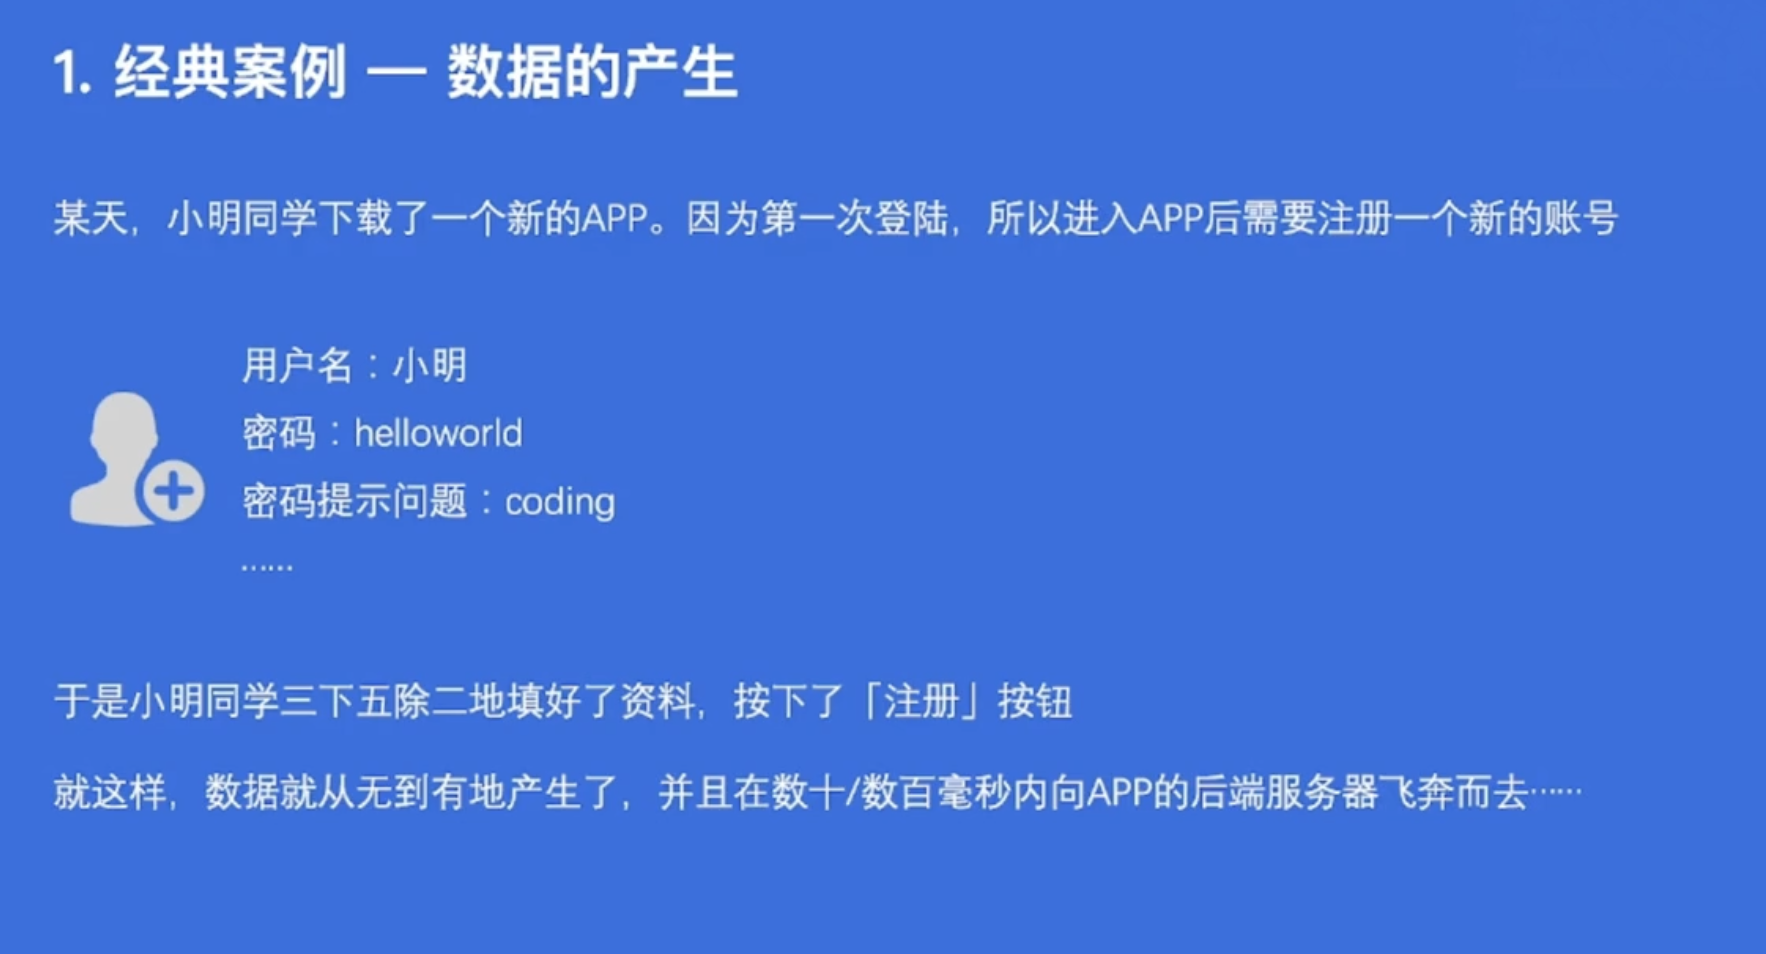 1. 经典案例 — 数据的产生
某天，小明同学下载了一个新的APP。因为第一次登陆，所以进入APP后需要注册一个新的账号
用户名：小明
密码：helloworld
密码提示问题：coding
……
于是小明同学三下五除二地填好了资料，按下了「注册」按钮
就这样，数据就从无到有地产生了，并且在数十/数百毫秒内向APP的后端服务器飞奔而去……